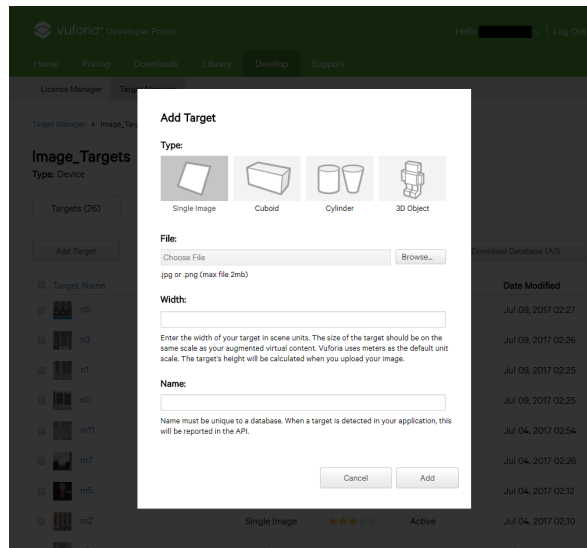 vuforia™ Developer Portal
Hello
Log Out
Home Pricing Downloads Library Develop Support
License Manager
Target Manager > Image_Tar
Image_Targets
Type: Device
Targets (26)
Add Target
Download Database (All)
Target Name
Date Modified
n6 Jul 09, 2017 02:27
n3 Jul 09, 2017 02:26
n1 Jul 09, 2017 02:25
n0 Jul 09, 2017 02:25
m11 Jul 04, 2017 02:54
m7 Jul 04, 2017 02:26
m5 Jul 04, 2017 02:12
m2 Single Image Active Jul 04, 2017 02:10
Add Target
Type:
Single Image Cuboid Cylinder 3D Object
File:
Choose File Browse...
.jpg or .png (max file 2mb)
Width:
Enter the width of your target in scene units. The size of the target should be on the
same scale as your augmented virtual content. Vuforia uses meters as the default unit
scale. The target's height will be calculated when you upload your image.
Name:
Name must be unique to a database. When a target is detected in your application, this
will be reported in the API.
Cancel Add